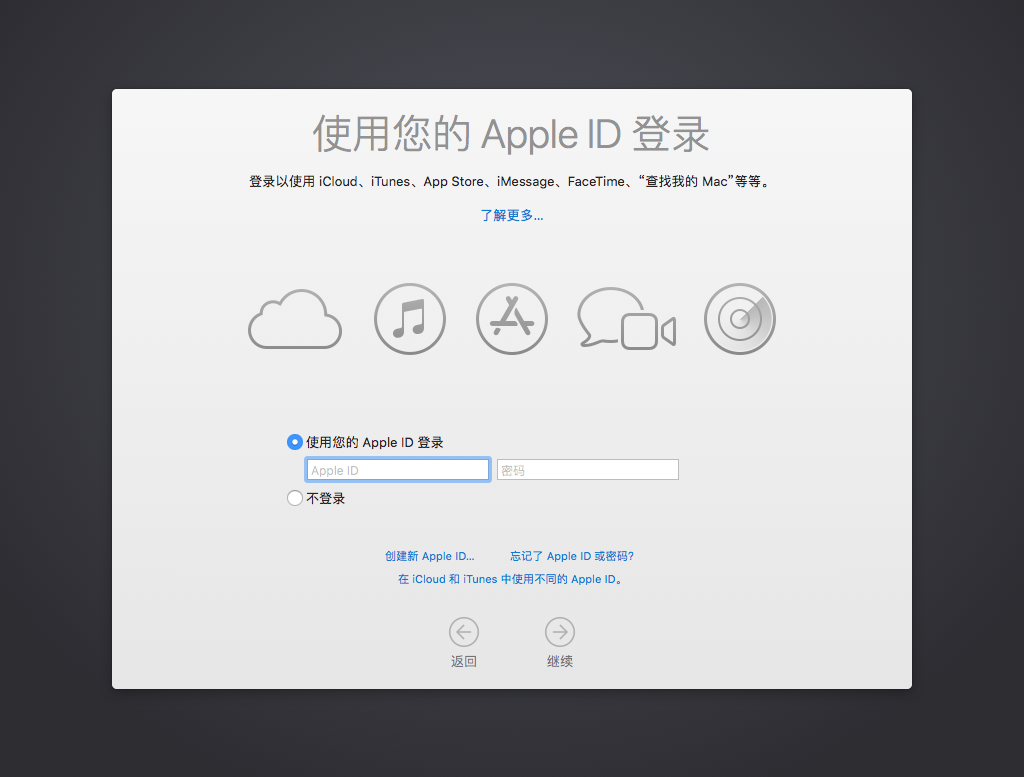 使用您的 Apple ID 登录
登录以使用 iCloud、iTunes、App Store、iMessage、FaceTime、“查找我的 Mac”等等。
了解更多...
使用您的 Apple ID 登录
Apple ID 密码
不登录
创建新 Apple ID... 忘记了 Apple ID 或密码?
在 iCloud 和 iTunes 中使用不同的 Apple ID。
返回 继续